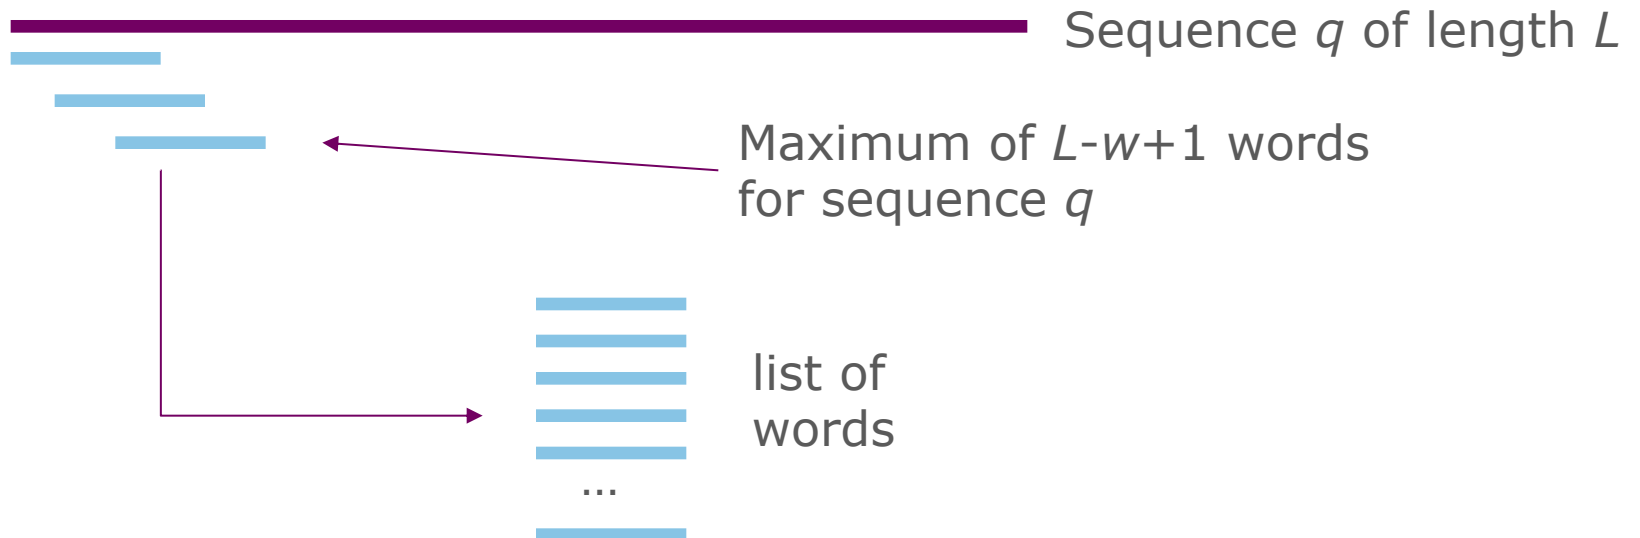 Sequence q of length L
Maximum of L-w+1 words
for sequence q
list of
words
...